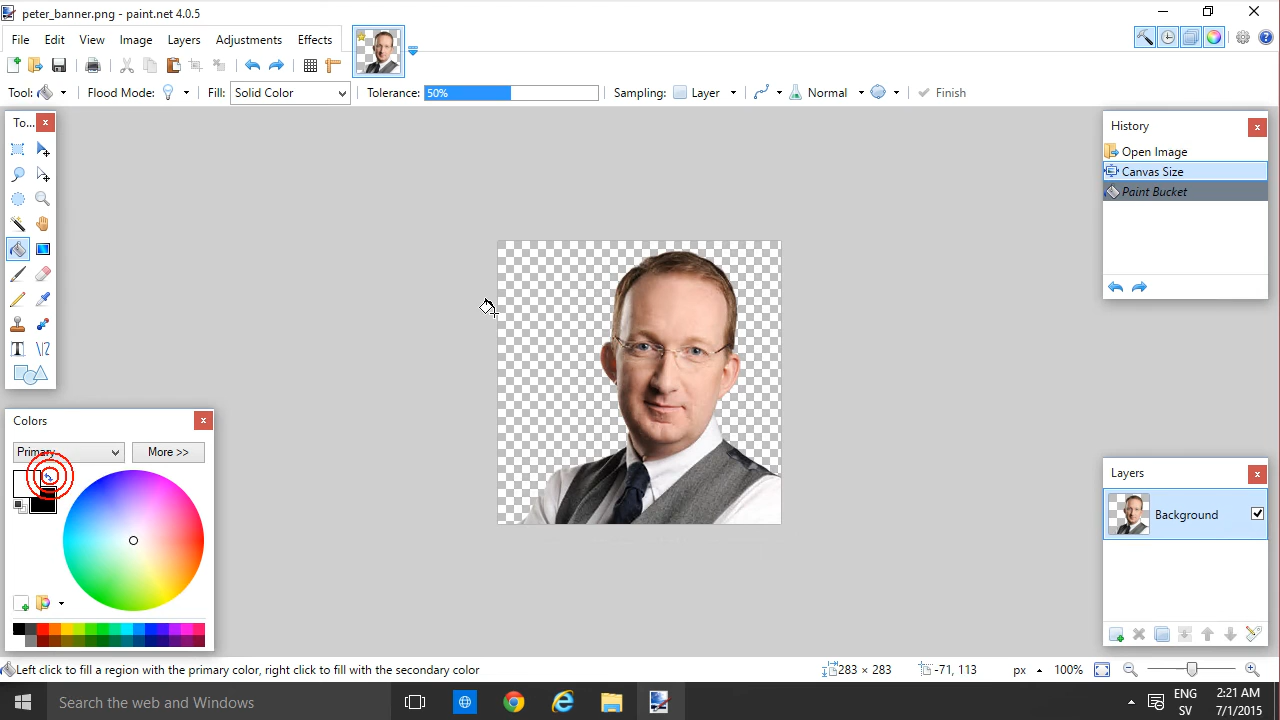 peter_banner.png - paint.net 4.0.5
File Edit View Image Layers Adjustments Effects
Tool: Flood Mode: Fill: Solid Color Tolerance: 50% Sampling: Layer Normal Finish
To...
History
Open Image
Canvas Size
Paint Bucket
Colors
Primary More >>
Layers
Background
Left click to fill a region with the primary color, right click to fill with the secondary color 283 × 283 -71, 113 px 100%
Search the web and Windows
ENG 2:21 AM
SV 7/1/2015